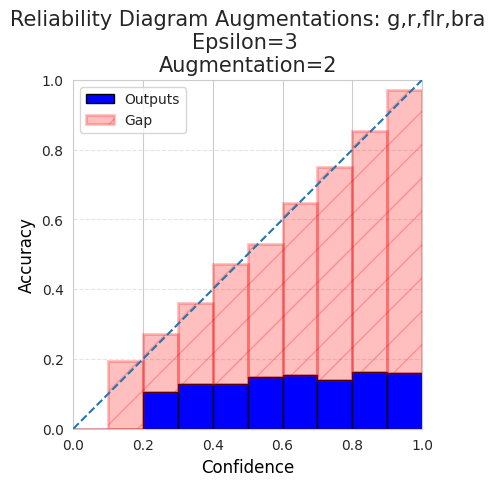 Reliability Diagram Augmentations: g,r,flr,bra
Epsilon=3
Augmentation=2
Outputs
Gap
Accuracy
1.0
0.8
0.6
0.4
0.2
0.0
0.0 0.2 0.4 0.6 0.8 1.0
Confidence